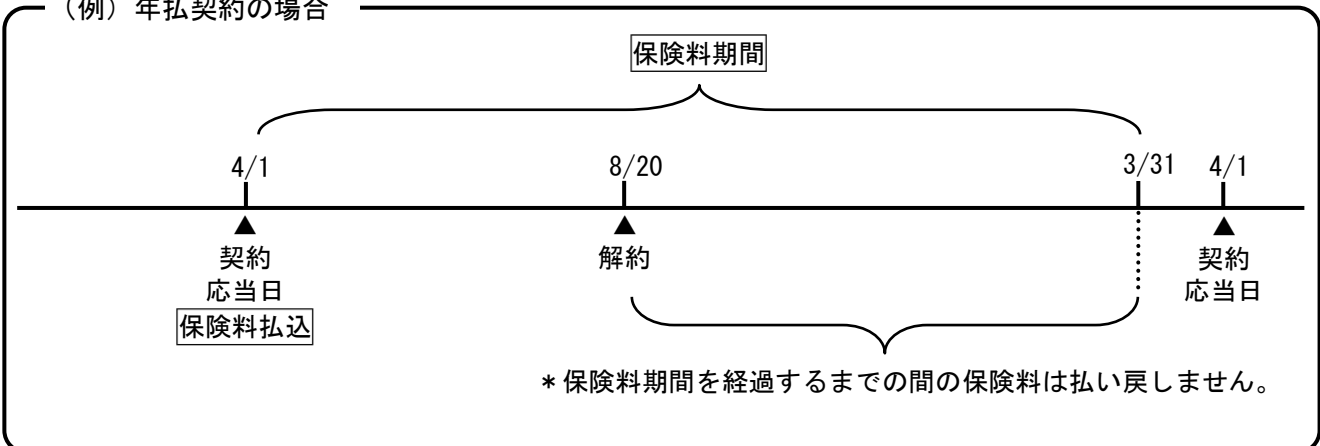 （例）年払契約の場合
保険料期間
4/1
8/20
3/31
4/1
契約
応当日
保険料払込
解約
契約
応当日
＊保険料期間を経過するまでの間の保険料は払い戻しません。